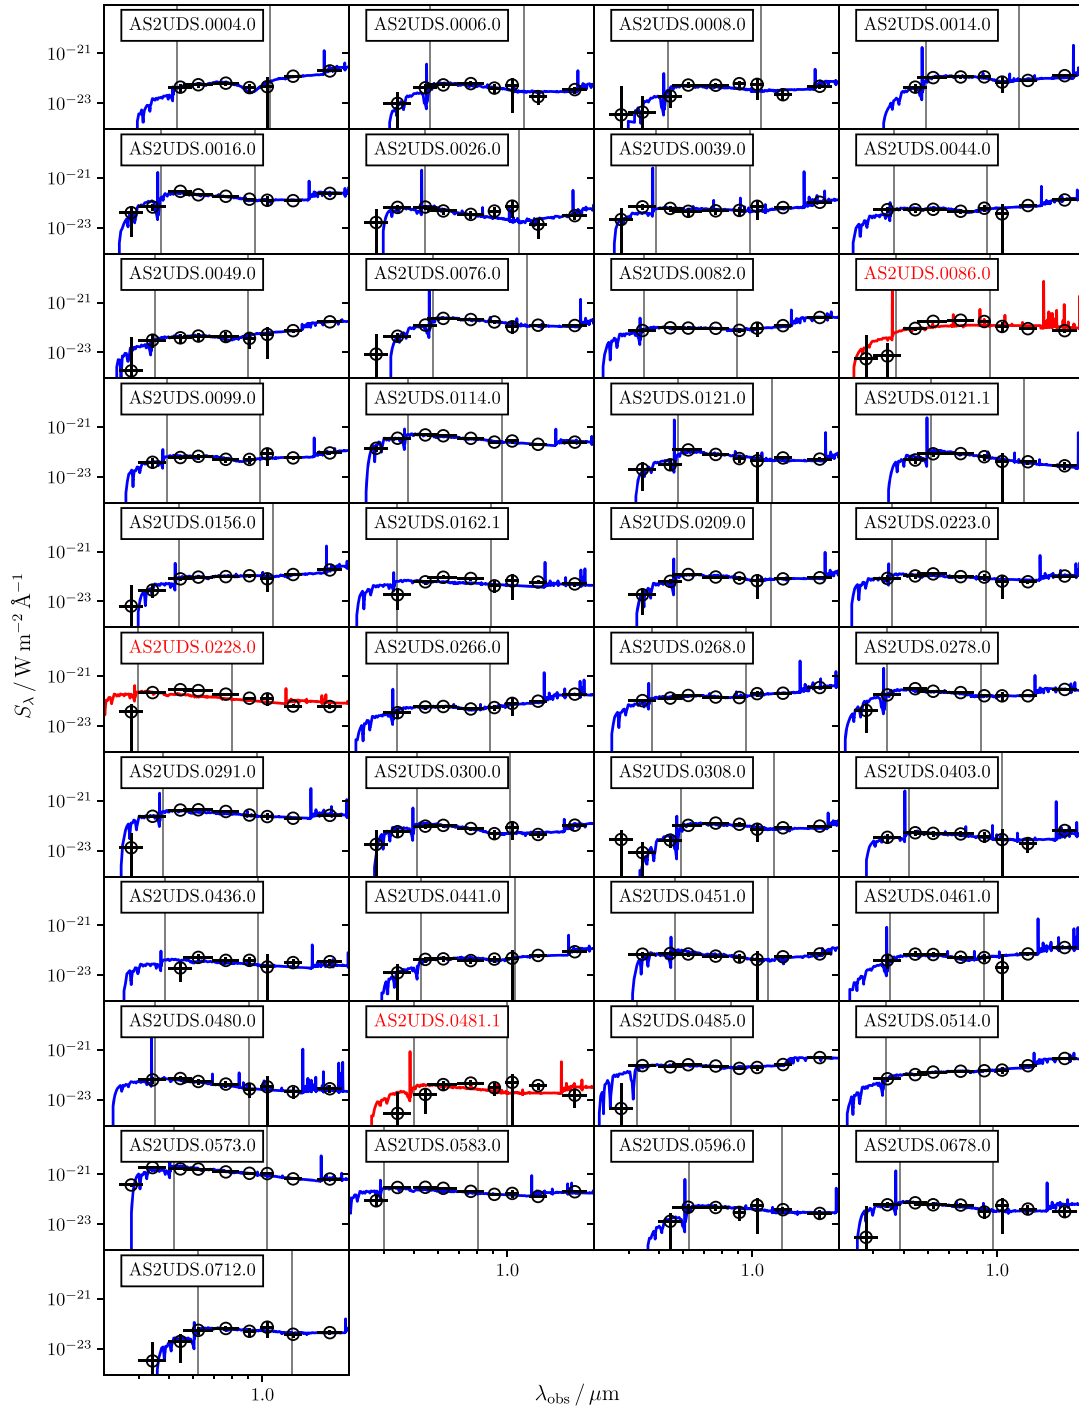 AS2UDS.0004.0 AS2UDS.0006.0 AS2UDS.0008.0 AS2UDS.0014.0
10⁻²¹
10⁻²³
AS2UDS.0016.0 AS2UDS.0026.0 AS2UDS.0039.0 AS2UDS.0044.0
10⁻²¹
10⁻²³
AS2UDS.0049.0 AS2UDS.0076.0 AS2UDS.0082.0 AS2UDS.0086.0
10⁻²¹
10⁻²³
AS2UDS.0099.0 AS2UDS.0114.0 AS2UDS.0121.0 AS2UDS.0121.1
10⁻²¹
10⁻²³
AS2UDS.0156.0 AS2UDS.0162.1 AS2UDS.0209.0 AS2UDS.0223.0
10⁻²¹
10⁻²³
S_λ / W m⁻² Å⁻¹
AS2UDS.0228.0 AS2UDS.0266.0 AS2UDS.0268.0 AS2UDS.0278.0
10⁻²¹
10⁻²³
AS2UDS.0291.0 AS2UDS.0300.0 AS2UDS.0308.0 AS2UDS.0403.0
10⁻²¹
10⁻²³
AS2UDS.0436.0 AS2UDS.0441.0 AS2UDS.0451.0 AS2UDS.0461.0
10⁻²¹
10⁻²³
AS2UDS.0480.0 AS2UDS.0481.1 AS2UDS.0485.0 AS2UDS.0514.0
10⁻²¹
10⁻²³
AS2UDS.0573.0 AS2UDS.0583.0 AS2UDS.0596.0 AS2UDS.0678.0
10⁻²¹
10⁻²³
1.0 1.0 1.0
AS2UDS.0712.0
10⁻²¹
10⁻²³
1.0
λ_obs / μm